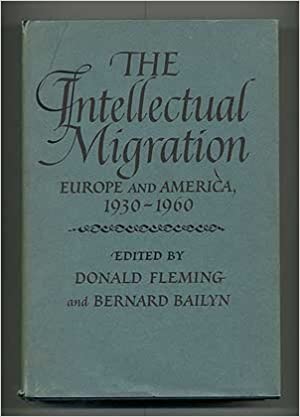 THE
Intellectual
Migration
EUROPE AND AMERICA,
1930-1960
EDITED BY
DONALD FLEMING
and BERNARD BAILYN